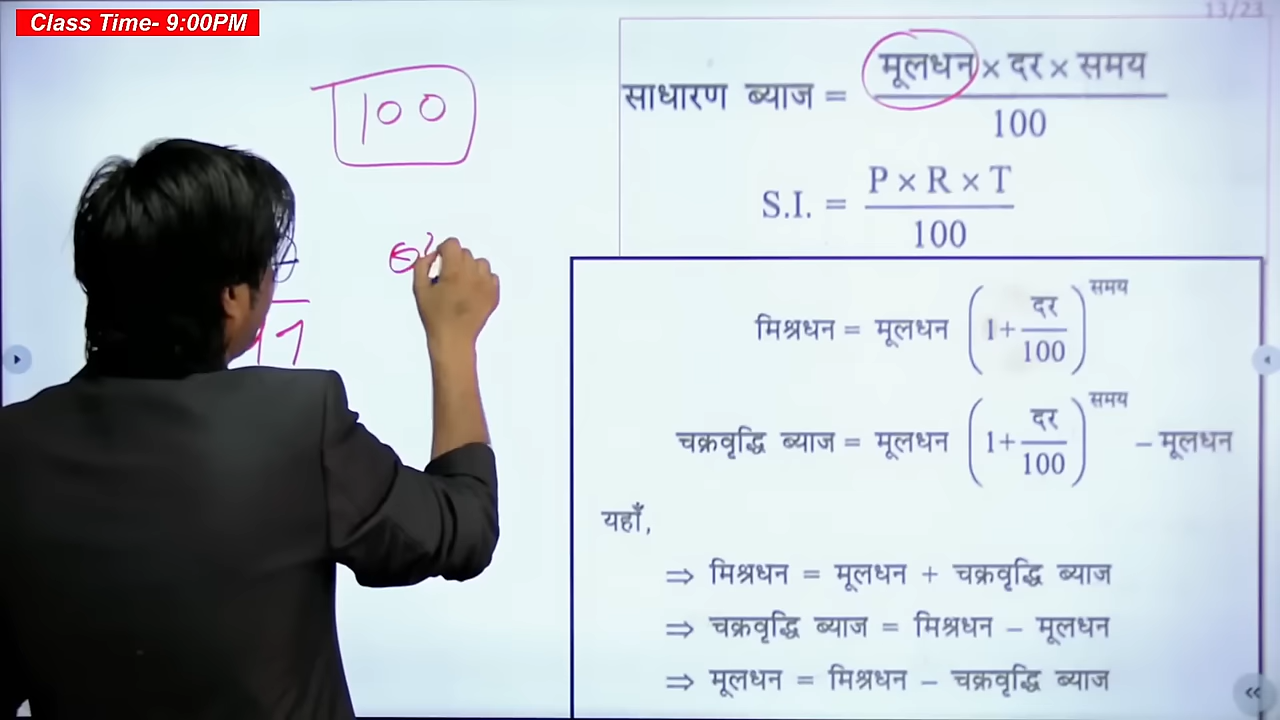 Class Time- 9:00PM
13/23
100
साधारण ब्याज = मूलधन × दर × समय / 100
S.I. = P × R × T / 100
मिश्रधन = मूलधन (1+ दर/100)^समय
चक्रवृद्धि ब्याज = मूलधन (1+ दर/100)^समय – मूलधन
यहाँ,
⇒ मिश्रधन = मूलधन + चक्रवृद्धि ब्याज
⇒ चक्रवृद्धि ब्याज = मिश्रधन – मूलधन
⇒ मूलधन = मिश्रधन – चक्रवृद्धि ब्याज